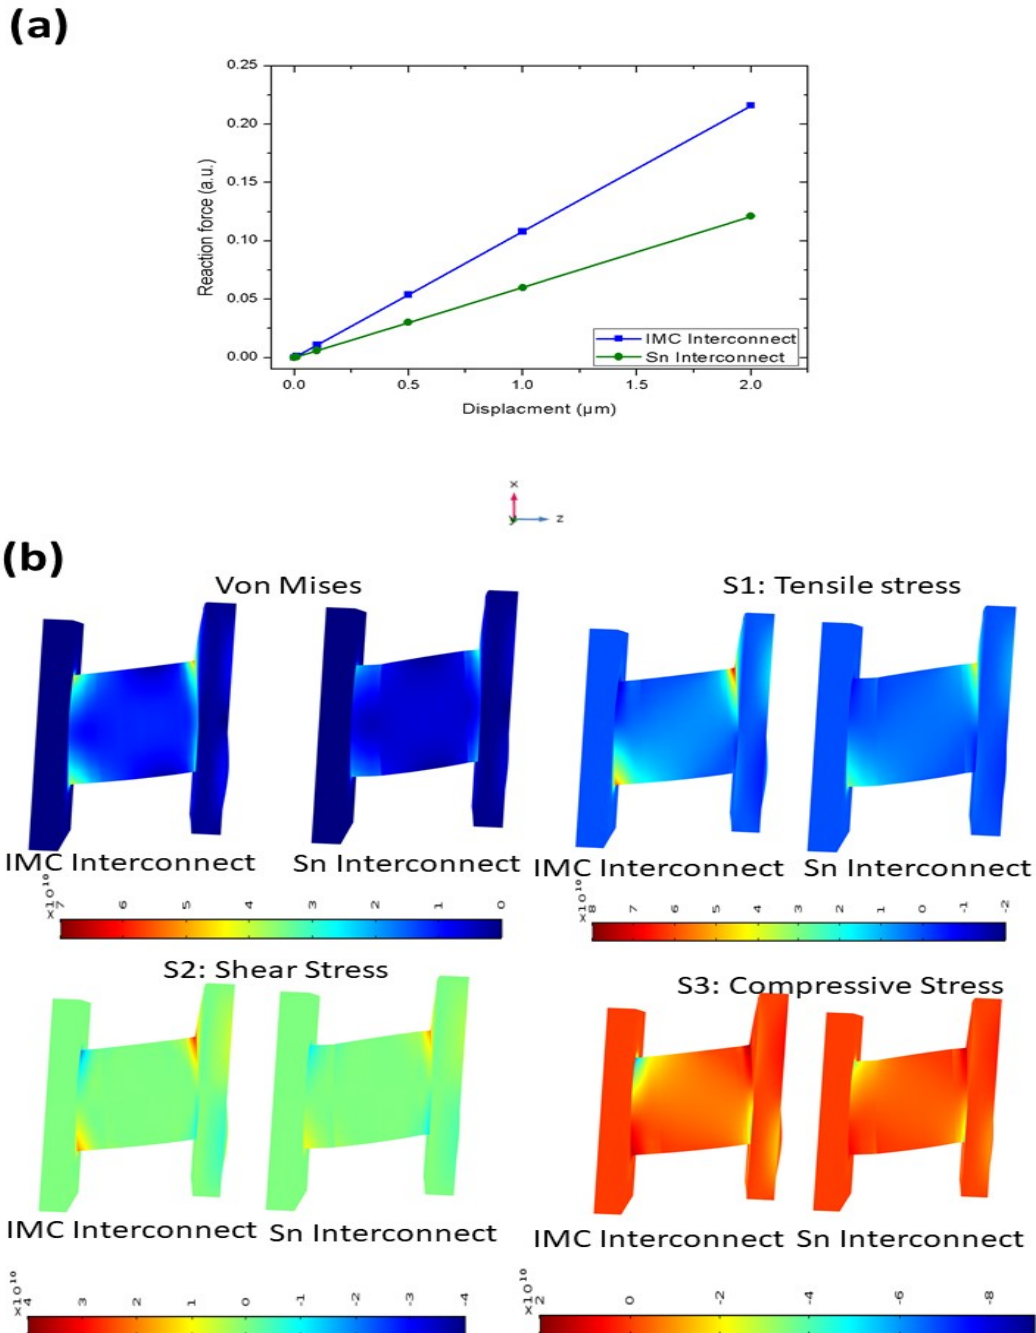 (a)
0.25
0.20
0.15
0.10
0.05
0.00
Reaction force (a.u.)
IMC Interconnect
Sn Interconnect
0.0 0.5 1.0 1.5 2.0
Displacment (µm)
x
y z
(b)
Von Mises
S1: Tensile stress
IMC Interconnect Sn Interconnect
IMC Interconnect Sn Interconnect
×10¹⁰
7 6 5 4 3 2 1 0
×10¹⁰
8 7 6 5 4 3 2 1 0 -1 -2
S2: Shear Stress
S3: Compressive Stress
IMC Interconnect Sn Interconnect
IMC Interconnect Sn Interconnect
×10¹⁰
4 3 2 1 0 -1 -2 -3 -4
×10¹⁰
2 0 -2 -4 -6 -8